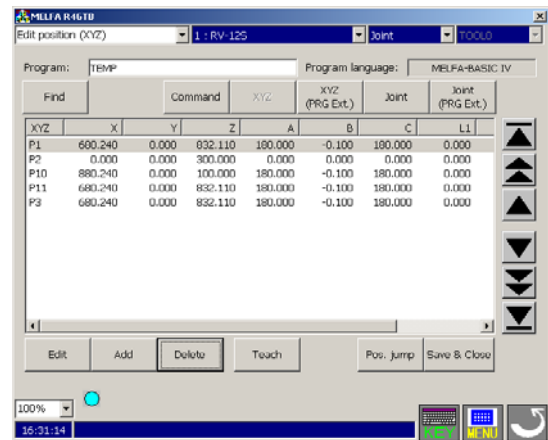 MELFA R46TB
Edit position (XYZ) 1 : RV-12S Joint TOOL0
Program: TEMP Program language: MELFA-BASIC IV
Find Command XYZ XYZ (PRG Ext.) Joint Joint (PRG Ext.)
XYZ X Y Z A B C L1
P1 680.240 0.000 832.110 180.000 -0.100 180.000 0.000
P2 0.000 0.000 300.000 0.000 0.000 0.000 0.000
P10 880.240 0.000 100.000 180.000 -0.100 180.000 0.000
P11 680.240 0.000 832.110 180.000 -0.100 180.000 0.000
P3 680.240 0.000 832.110 180.000 -0.100 180.000 0.000
Edit Add Delete Teach Pos. jump Save & Close
100%
16:31:14 KEY MENU